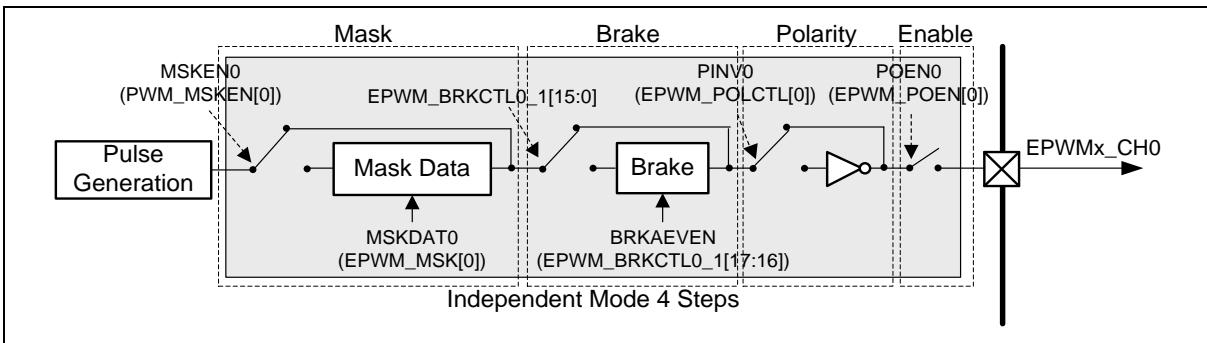 Mask
Brake
Polarity
Enable
MSKEN0
(PWM_MSKEN[0])
EPWM_BRKCTL0_1[15:0]
PINV0
(EPWM_POLCTL[0])
POEN0
(EPWM_POEN[0])
Pulse
Generation
Mask Data
Brake
EPWMx_CH0
MSKDAT0
(EPWM_MSK[0])
BRKAEVEN
(EPWM_BRKCTL0_1[17:16])
Independent Mode 4 Steps